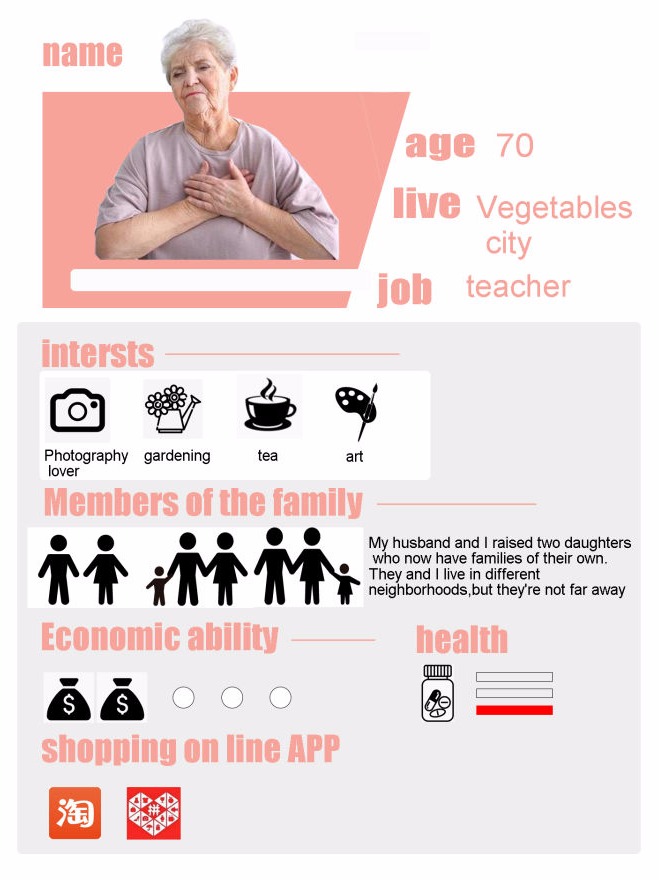 name
age 70
live Vegetables
city
job teacher
intersts
Photography
lover
gardening
tea
art
Members of the family
My husband and I raised two daughters
who now have families of their own.
They and I live in different
neighborhoods,but they're not far away
Economic ability
health
$ $
shopping on line APP
淘
#